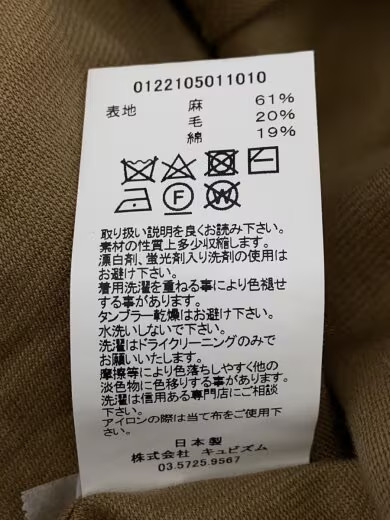 0122105011010
表地 麻 61%
毛 20%
綿 19%
F W
取り扱い説明を良くお読み下さい。
素材の性質上多少収縮します。
漂白剤、蛍光剤入り洗剤の使用は
お避け下さい。
着用洗濯を重ねる事により色褪せ
する事があります。
タンブラー乾燥はお避け下さい。
水洗いしないで下さい。
洗濯はドライクリーニングのみで
お願いいたします。
摩擦等により色落ちしやすく他の
淡色物に色移りする事があります。
洗濯は信用ある専門店にご相談
下さい。
アイロンの際は当て布をご使用下
さい。
日本製
株式会社 キュビズム
03.5725.9567